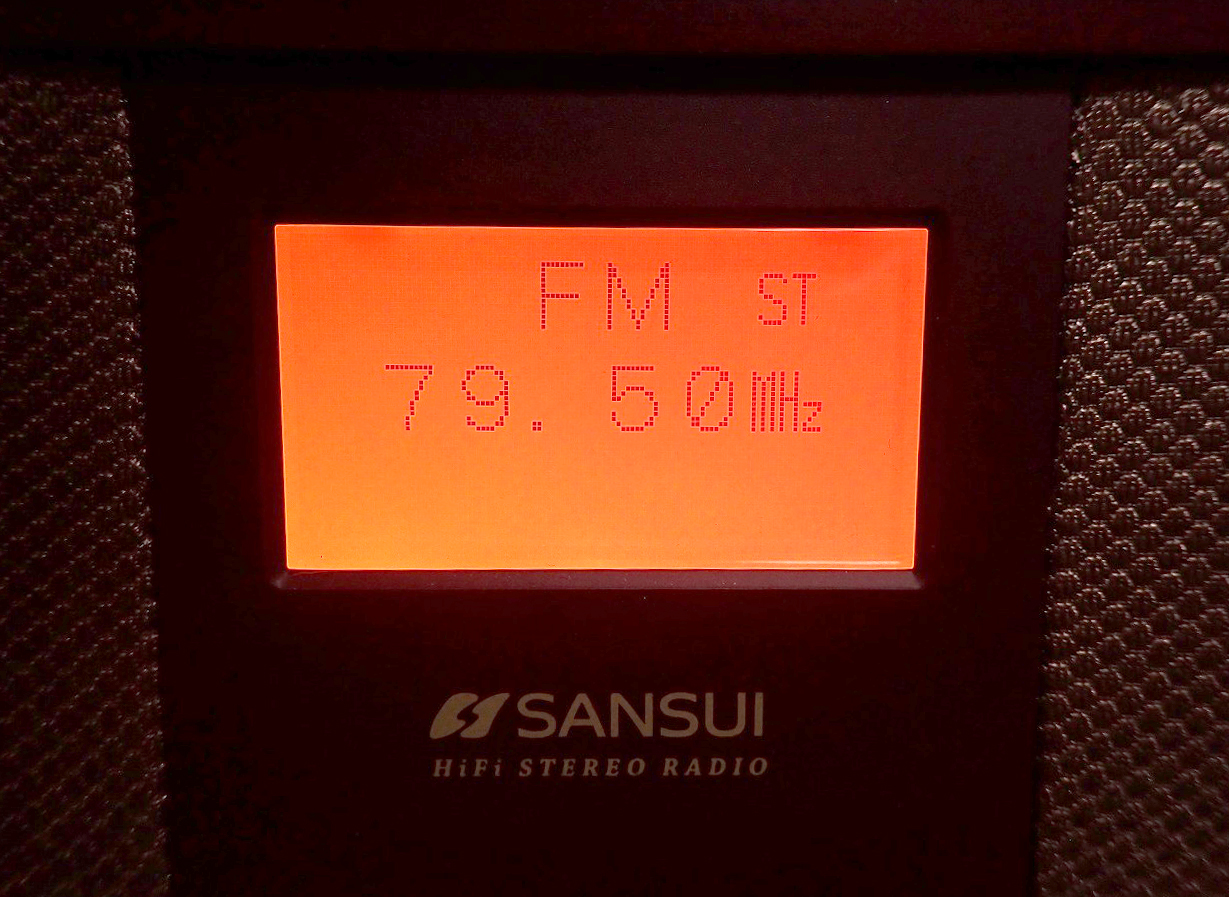 FM ST
79.50MHz
SANSUI
HiFi STEREO RADIO